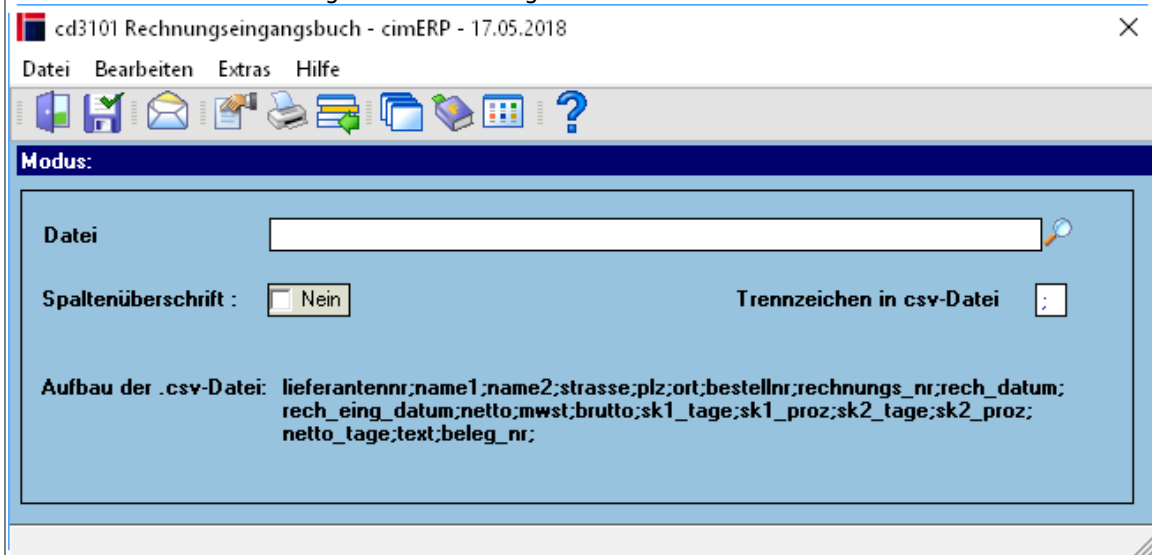 cd3101 Rechnungseingangsbuch - cimERP - 17.05.2018
Datei Bearbeiten Extras Hilfe
Modus:
Datei
Spaltenüberschrift : Nein Trennzeichen in csv-Datei ;
Aufbau der .csv-Datei: lieferantennr;name1;name2;strasse;plz;ort;bestellnr;rechnungs_nr;rech_datum;
rech_eing_datum;netto;mwst;brutto;sk1_tage;sk1_proz;sk2_tage;sk2_proz;
netto_tage;text;beleg_nr;